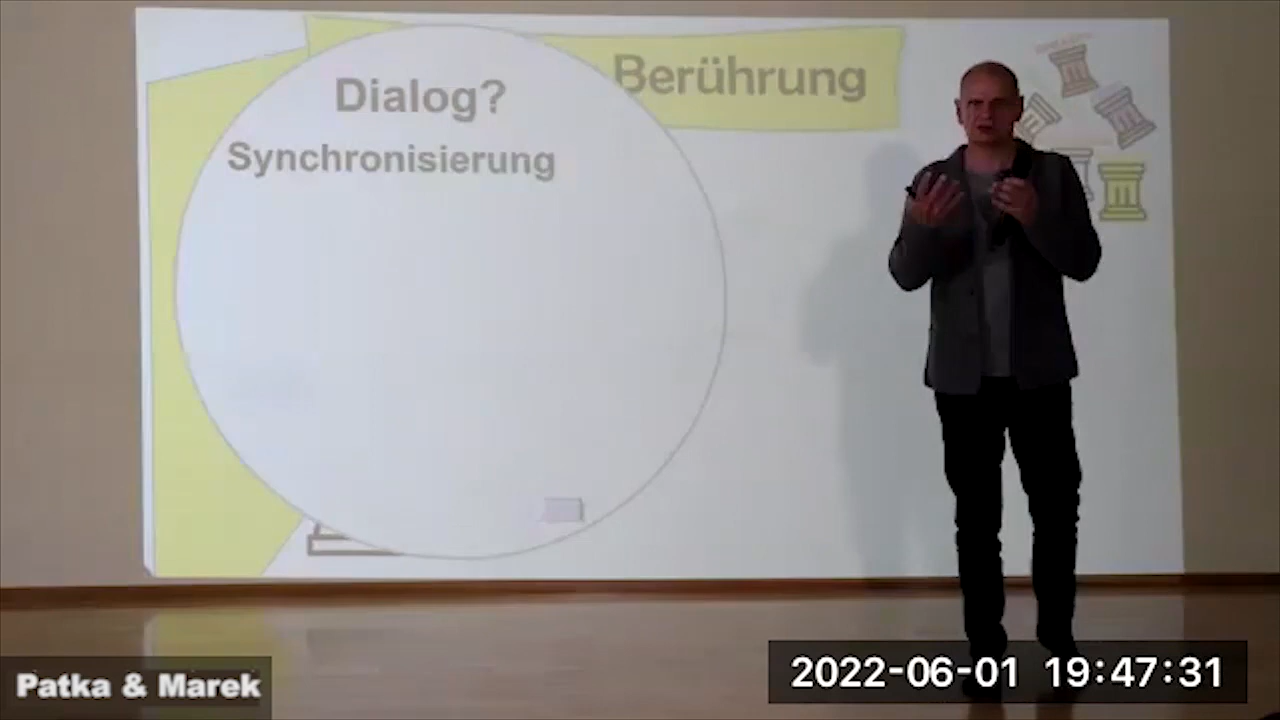 Dialog?
Berührung
Synchronisierung
Patka & Marek
2022-06-01 19:47:31